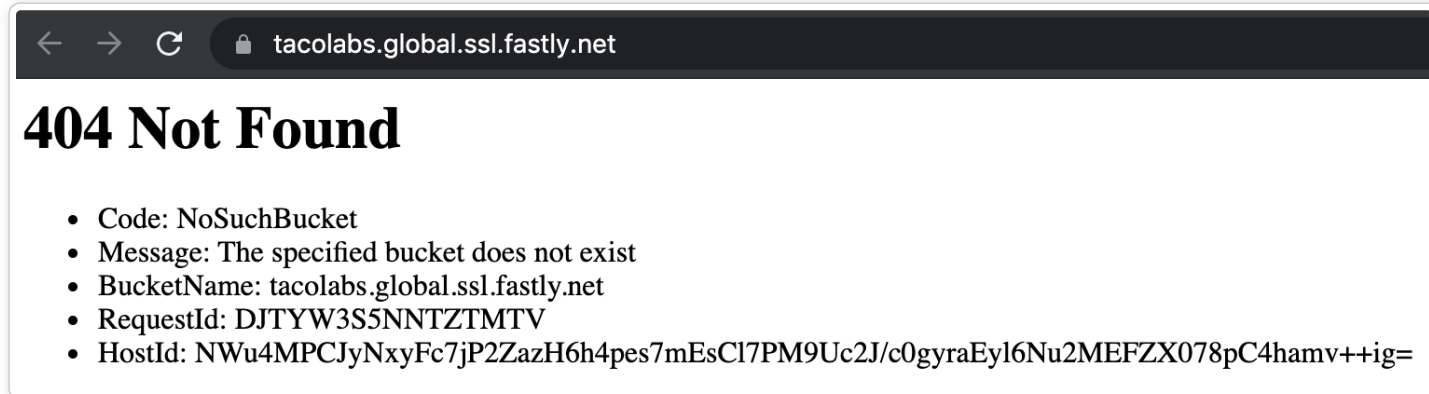 tacolabs.global.ssl.fastly.net
404 Not Found
• Code: NoSuchBucket
• Message: The specified bucket does not exist
• BucketName: tacolabs.global.ssl.fastly.net
• RequestId: DJTYW3S5NNTZTMTV
• HostId: NWu4MPCJyNxyFc7jP2ZazH6h4pes7mEsCl7PM9Uc2J/c0gyraEyl6Nu2MEFZX078pC4hamv++ig=